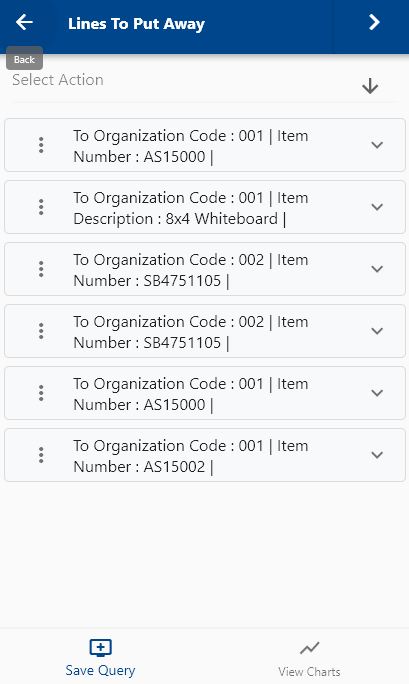 Lines To Put Away
Back
Select Action
To Organization Code : 001 | Item
Number : AS15000 |
To Organization Code : 001 | Item
Description : 8x4 Whiteboard |
To Organization Code : 002 | Item
Number : SB4751105 |
To Organization Code : 002 | Item
Number : SB4751105 |
To Organization Code : 001 | Item
Number : AS15000 |
To Organization Code : 001 | Item
Number : AS15002 |
Save Query
View Charts